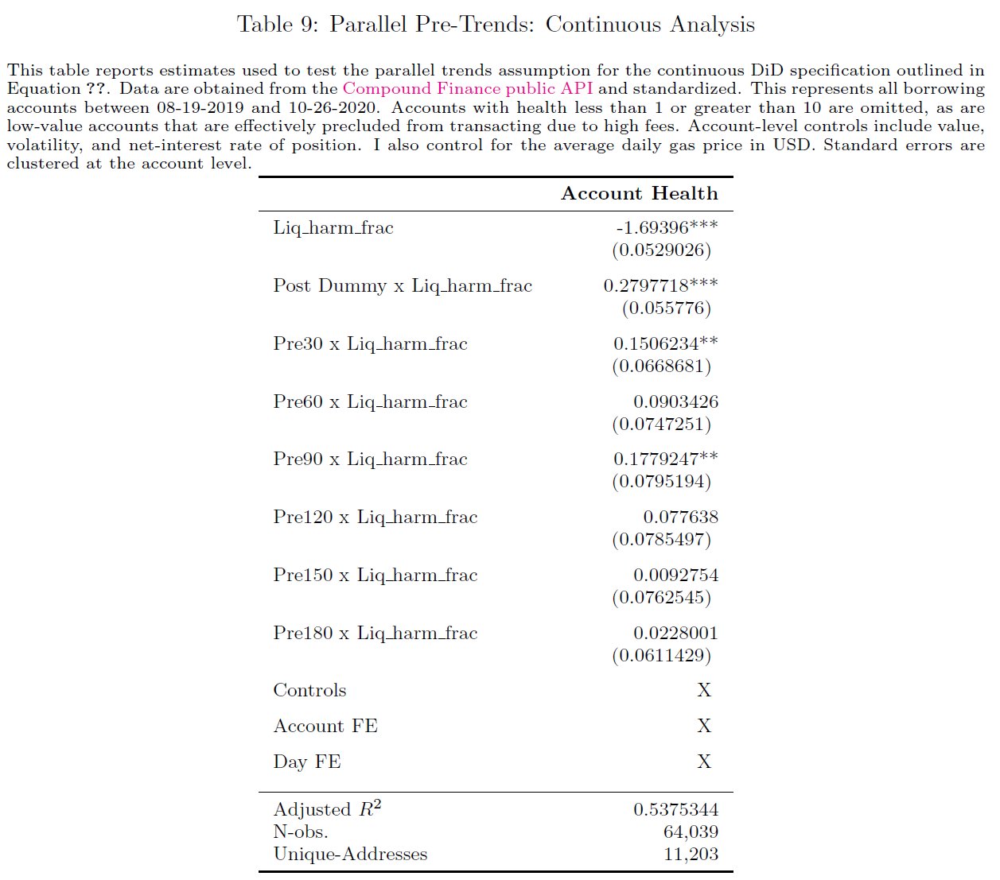 Table 9: Parallel Pre-Trends: Continuous Analysis
This table reports estimates used to test the parallel trends assumption for the continuous DiD specification outlined in
Equation ??. Data are obtained from the Compound Finance public API and standardized. This represents all borrowing
accounts between 08-19-2019 and 10-26-2020. Accounts with health less than 1 or greater than 10 are omitted, as are
low-value accounts that are effectively precluded from transacting due to high fees. Account-level controls include value,
volatility, and net-interest rate of position. I also control for the average daily gas price in USD. Standard errors are
clustered at the account level.
Account Health
Liq_harm_frac -1.69396***
(0.0529026)
Post Dummy x Liq_harm_frac 0.2797718***
(0.055776)
Pre30 x Liq_harm_frac 0.1506234**
(0.0668681)
Pre60 x Liq_harm_frac 0.0903426
(0.0747251)
Pre90 x Liq_harm_frac 0.1779247**
(0.0795194)
Pre120 x Liq_harm_frac 0.077638
(0.0785497)
Pre150 x Liq_harm_frac 0.0092754
(0.0762545)
Pre180 x Liq_harm_frac 0.0228001
(0.0611429)
Controls X
Account FE X
Day FE X
Adjusted R² 0.5375344
N-obs. 64,039
Unique-Addresses 11,203